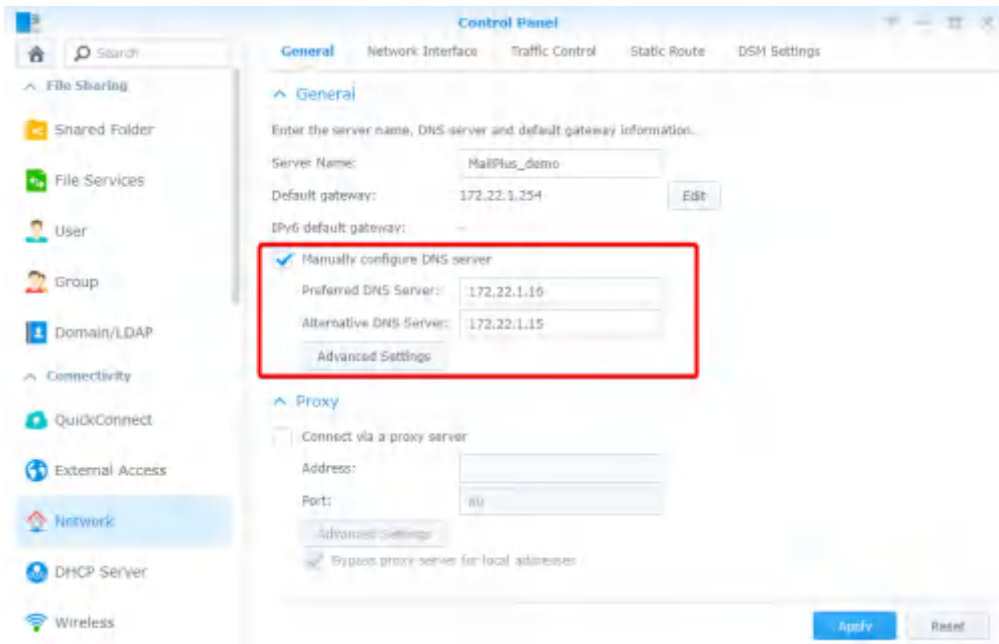 Control Panel
Search
General Network Interface Traffic Control Static Route DSM Settings
File Sharing
Shared Folder
File Services
User
Group
Domain/LDAP
Connectivity
QuickConnect
External Access
Network
DHCP Server
Wireless
General
Enter the server name, DNS server and default gateway information.
Server Name: MailPlus_demo
Default gateway: 172.22.1.254 Edit
IPv6 default gateway: -
Manually configure DNS server
Preferred DNS Server: 172.22.1.16
Alternative DNS Server: 172.22.1.15
Advanced Settings
Proxy
Connect via a proxy server
Address:
Port: 80
Advanced Settings
Bypass proxy server for local addresses
Apply Reset